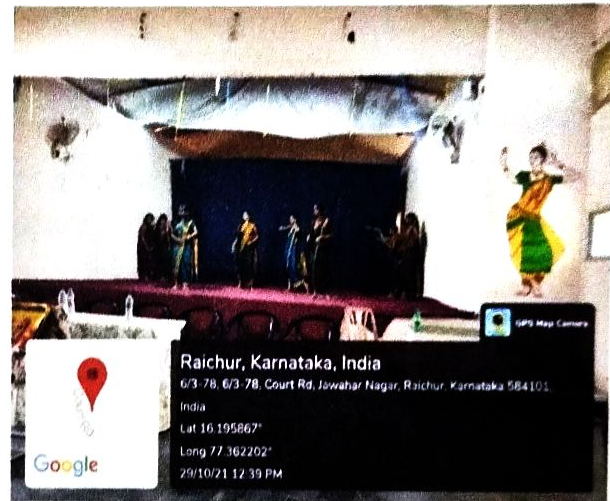 GPS Map Camera
Raichur, Karnataka, India
6/3-78, 6/3-78, Court Rd, Jawahar Nagar, Raichur, Karnataka 584101,
India
Lat 16.195867°
Long 77.362202°
29/10/21 12:39 PM
Google